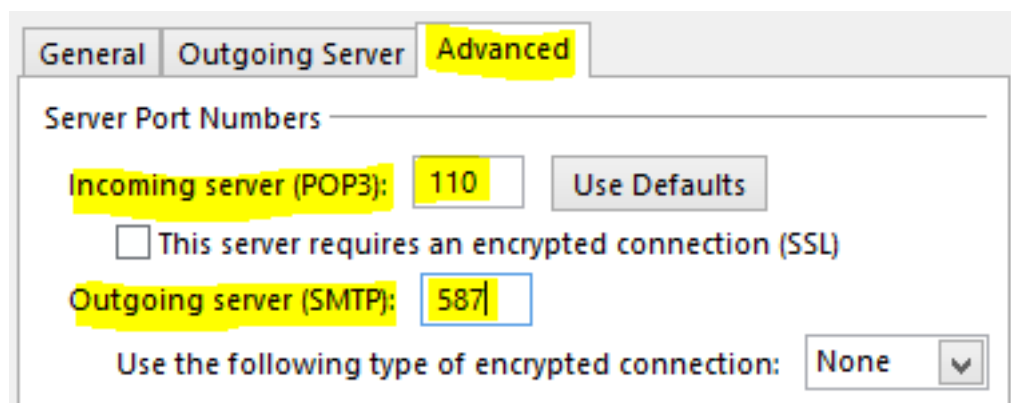 General Outgoing Server Advanced
Server Port Numbers
Incoming server (POP3): 110 Use Defaults
This server requires an encrypted connection (SSL)
Outgoing server (SMTP): 587
Use the following type of encrypted connection: None